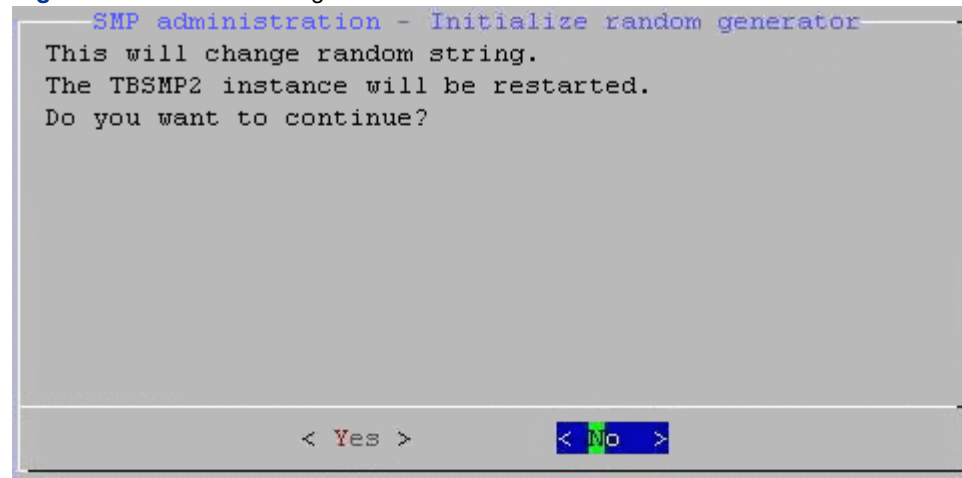 SMP administration - Initialize random generator
This will change random string.
The TBSMP2 instance will be restarted.
Do you want to continue?
< Yes > < No >